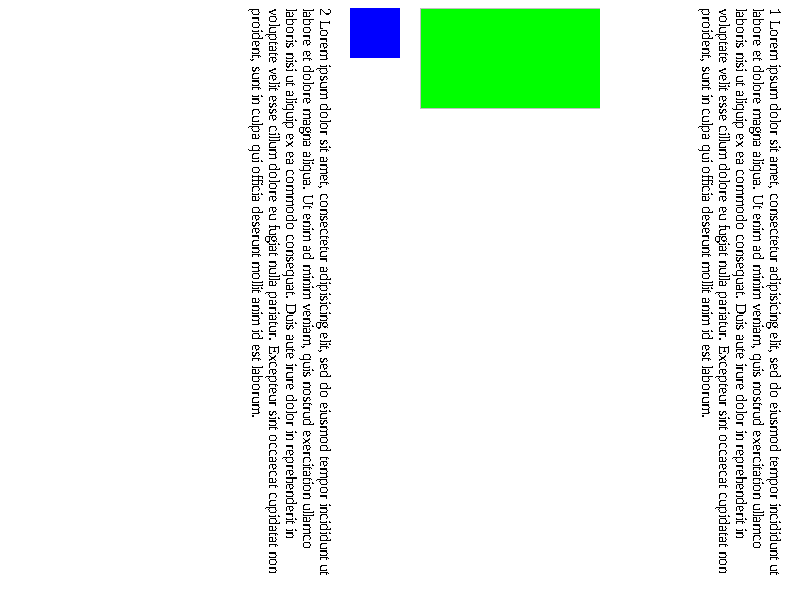 1 Lorem ipsum dolor sit amet, consectetur adipisicing elit, sed do eiusmod tempor incididunt ut
labore et dolore magna aliqua. Ut enim ad minim veniam, quis nostrud exercitation ullamco
laboris nisi ut aliquip ex ea commodo consequat. Duis aute irure dolor in reprehenderit in
voluptate velit esse cillum dolore eu fugiat nulla pariatur. Excepteur sint occaecat cupidatat non
proident, sunt in culpa qui officia deserunt mollit anim id est laborum.
2 Lorem ipsum dolor sit amet, consectetur adipisicing elit, sed do eiusmod tempor incididunt ut
labore et dolore magna aliqua. Ut enim ad minim veniam, quis nostrud exercitation ullamco
laboris nisi ut aliquip ex ea commodo consequat. Duis aute irure dolor in reprehenderit in
voluptate velit esse cillum dolore eu fugiat nulla pariatur. Excepteur sint occaecat cupidatat non
proident, sunt in culpa qui officia deserunt mollit anim id est laborum.